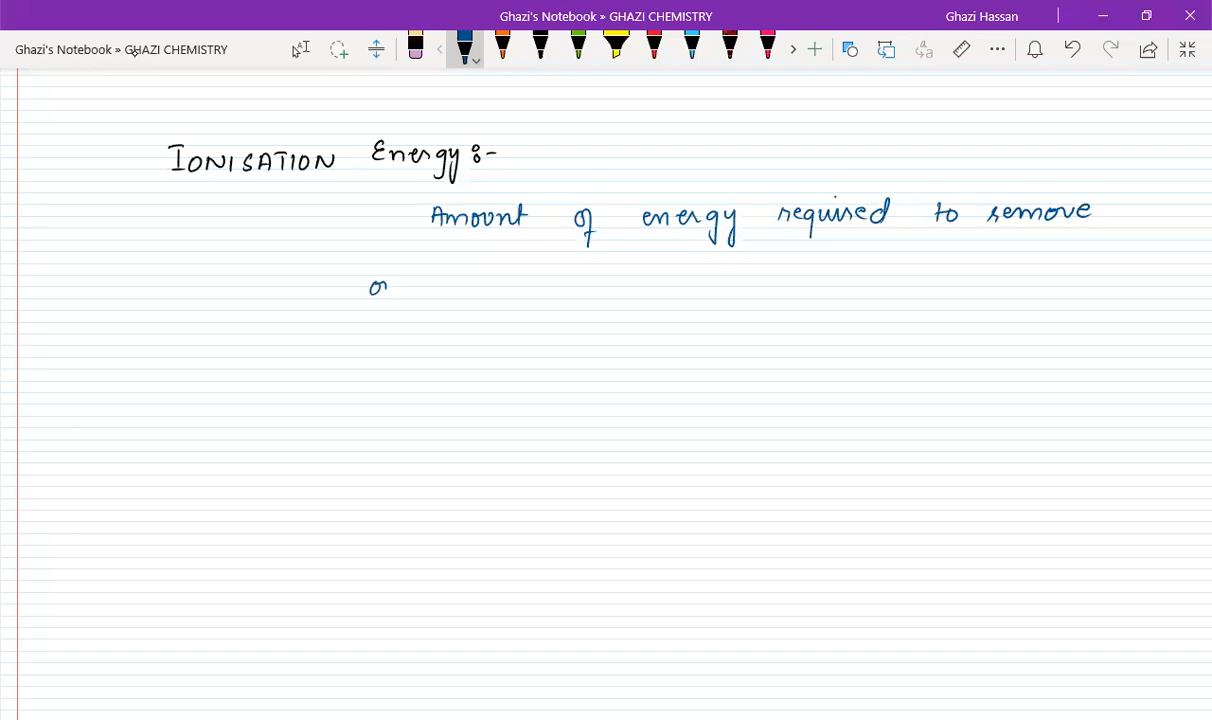 Ghazi's Notebook » GHAZI CHEMISTRY
Ghazi Hassan
Ghazi's Notebook » GHAZI CHEMISTRY
IONISATION Energy :-
Amount of energy required to remove